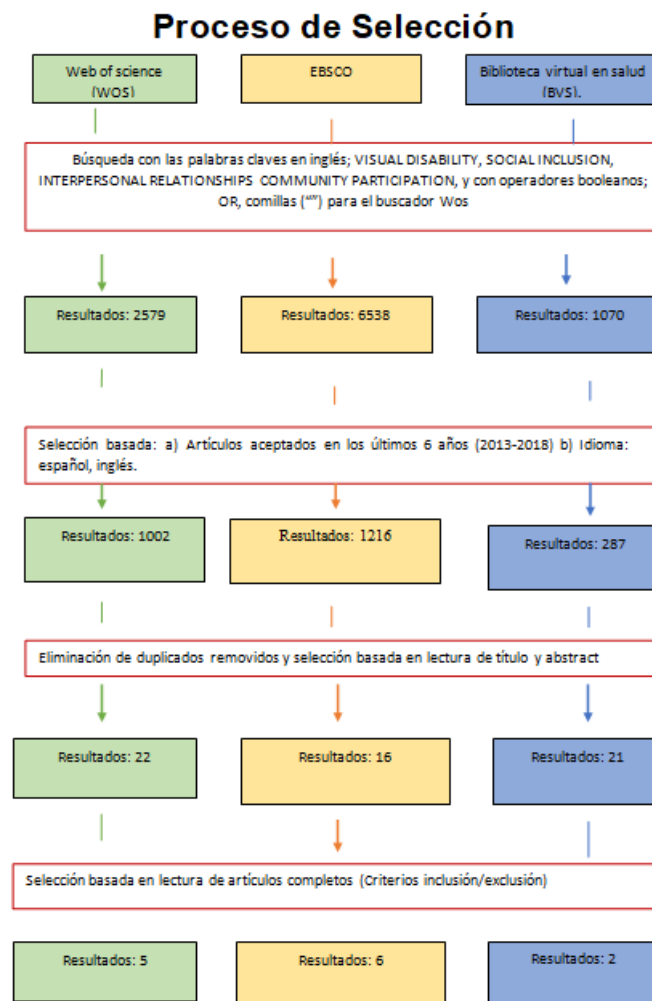 Proceso de Selección
Web of science
(WOS)
EBSCO
Biblioteca virtual en salud
(BVS).
Búsqueda con las palabras claves en inglés; VISUAL DISABILITY, SOCIAL INCLUSION,
INTERPERSONAL RELATIONSHIPS COMMUNITY PARTICIPATION, y con operadores booleanos;
OR, comillas (“”) para el buscador Wos
Resultados: 2579
Resultados: 6538
Resultados: 1070
Selección basada: a) Artículos aceptados en los últimos 6 años (2013-2018) b) Idioma:
español, inglés.
Resultados: 1002
Resultados: 1216
Resultados: 287
Eliminación de duplicados removidos y selección basada en lectura de título y abstract
Resultados: 22
Resultados: 16
Resultados: 21
Selección basada en lectura de artículos completos (Criterios inclusión/exclusión)
Resultados: 5
Resultados: 6
Resultados: 2